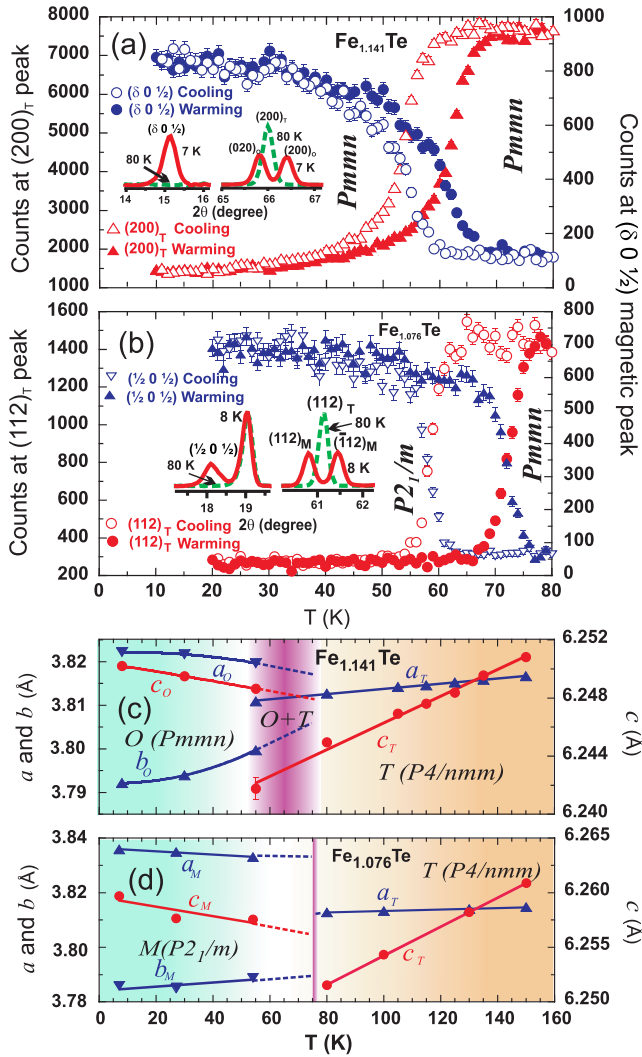 8000
7000
6000
5000
4000
3000
2000
1000
Counts at (200)T peak
(a)
Fe1.141Te
(δ 0 ½) Cooling
(δ 0 ½) Warming
(δ 0 ½)
80 K
7 K
14 15 16
(200)T
80 K
(020)o
(200)o
7 K
65 66 67
2θ (degree)
Pmmn
Pmmn
(200)T Cooling
(200)T Warming
1000
800
600
400
200
0
Counts at (δ 0 ½) magnetic peak
1600
1400
1200
1000
800
600
400
200
Counts at (112)T peak
(b)
Fe1.076Te
(½ 0 ½) Cooling
(½ 0 ½) Warming
(½ 0 ½)
80 K
8 K
18 19
(112)T
80 K
(112)M
(1̄12)M
8 K
61 62
2θ (degree)
P21/m
Pmmn
(112)T Cooling
(112)T Warming
800
700
600
500
400
300
200
100
0
0 10 20 30 40 50 60 70 80
T (K)
3.82
3.81
3.80
3.79
a and b (Å)
(c)
Fe1.141Te
aO
cO
bO
O (Pmmn)
O+T
aT
cT
T (P4/nmm)
6.252
6.248
6.244
6.240
c (Å)
3.84
3.82
3.80
3.78
a and b (Å)
(d)
Fe1.076Te
aM
cM
bM
M(P21/m)
T (P4/nmm)
aT
cT
6.265
6.260
6.255
6.250
c (Å)
0 20 40 60 80 100 120 140 160
T (K)